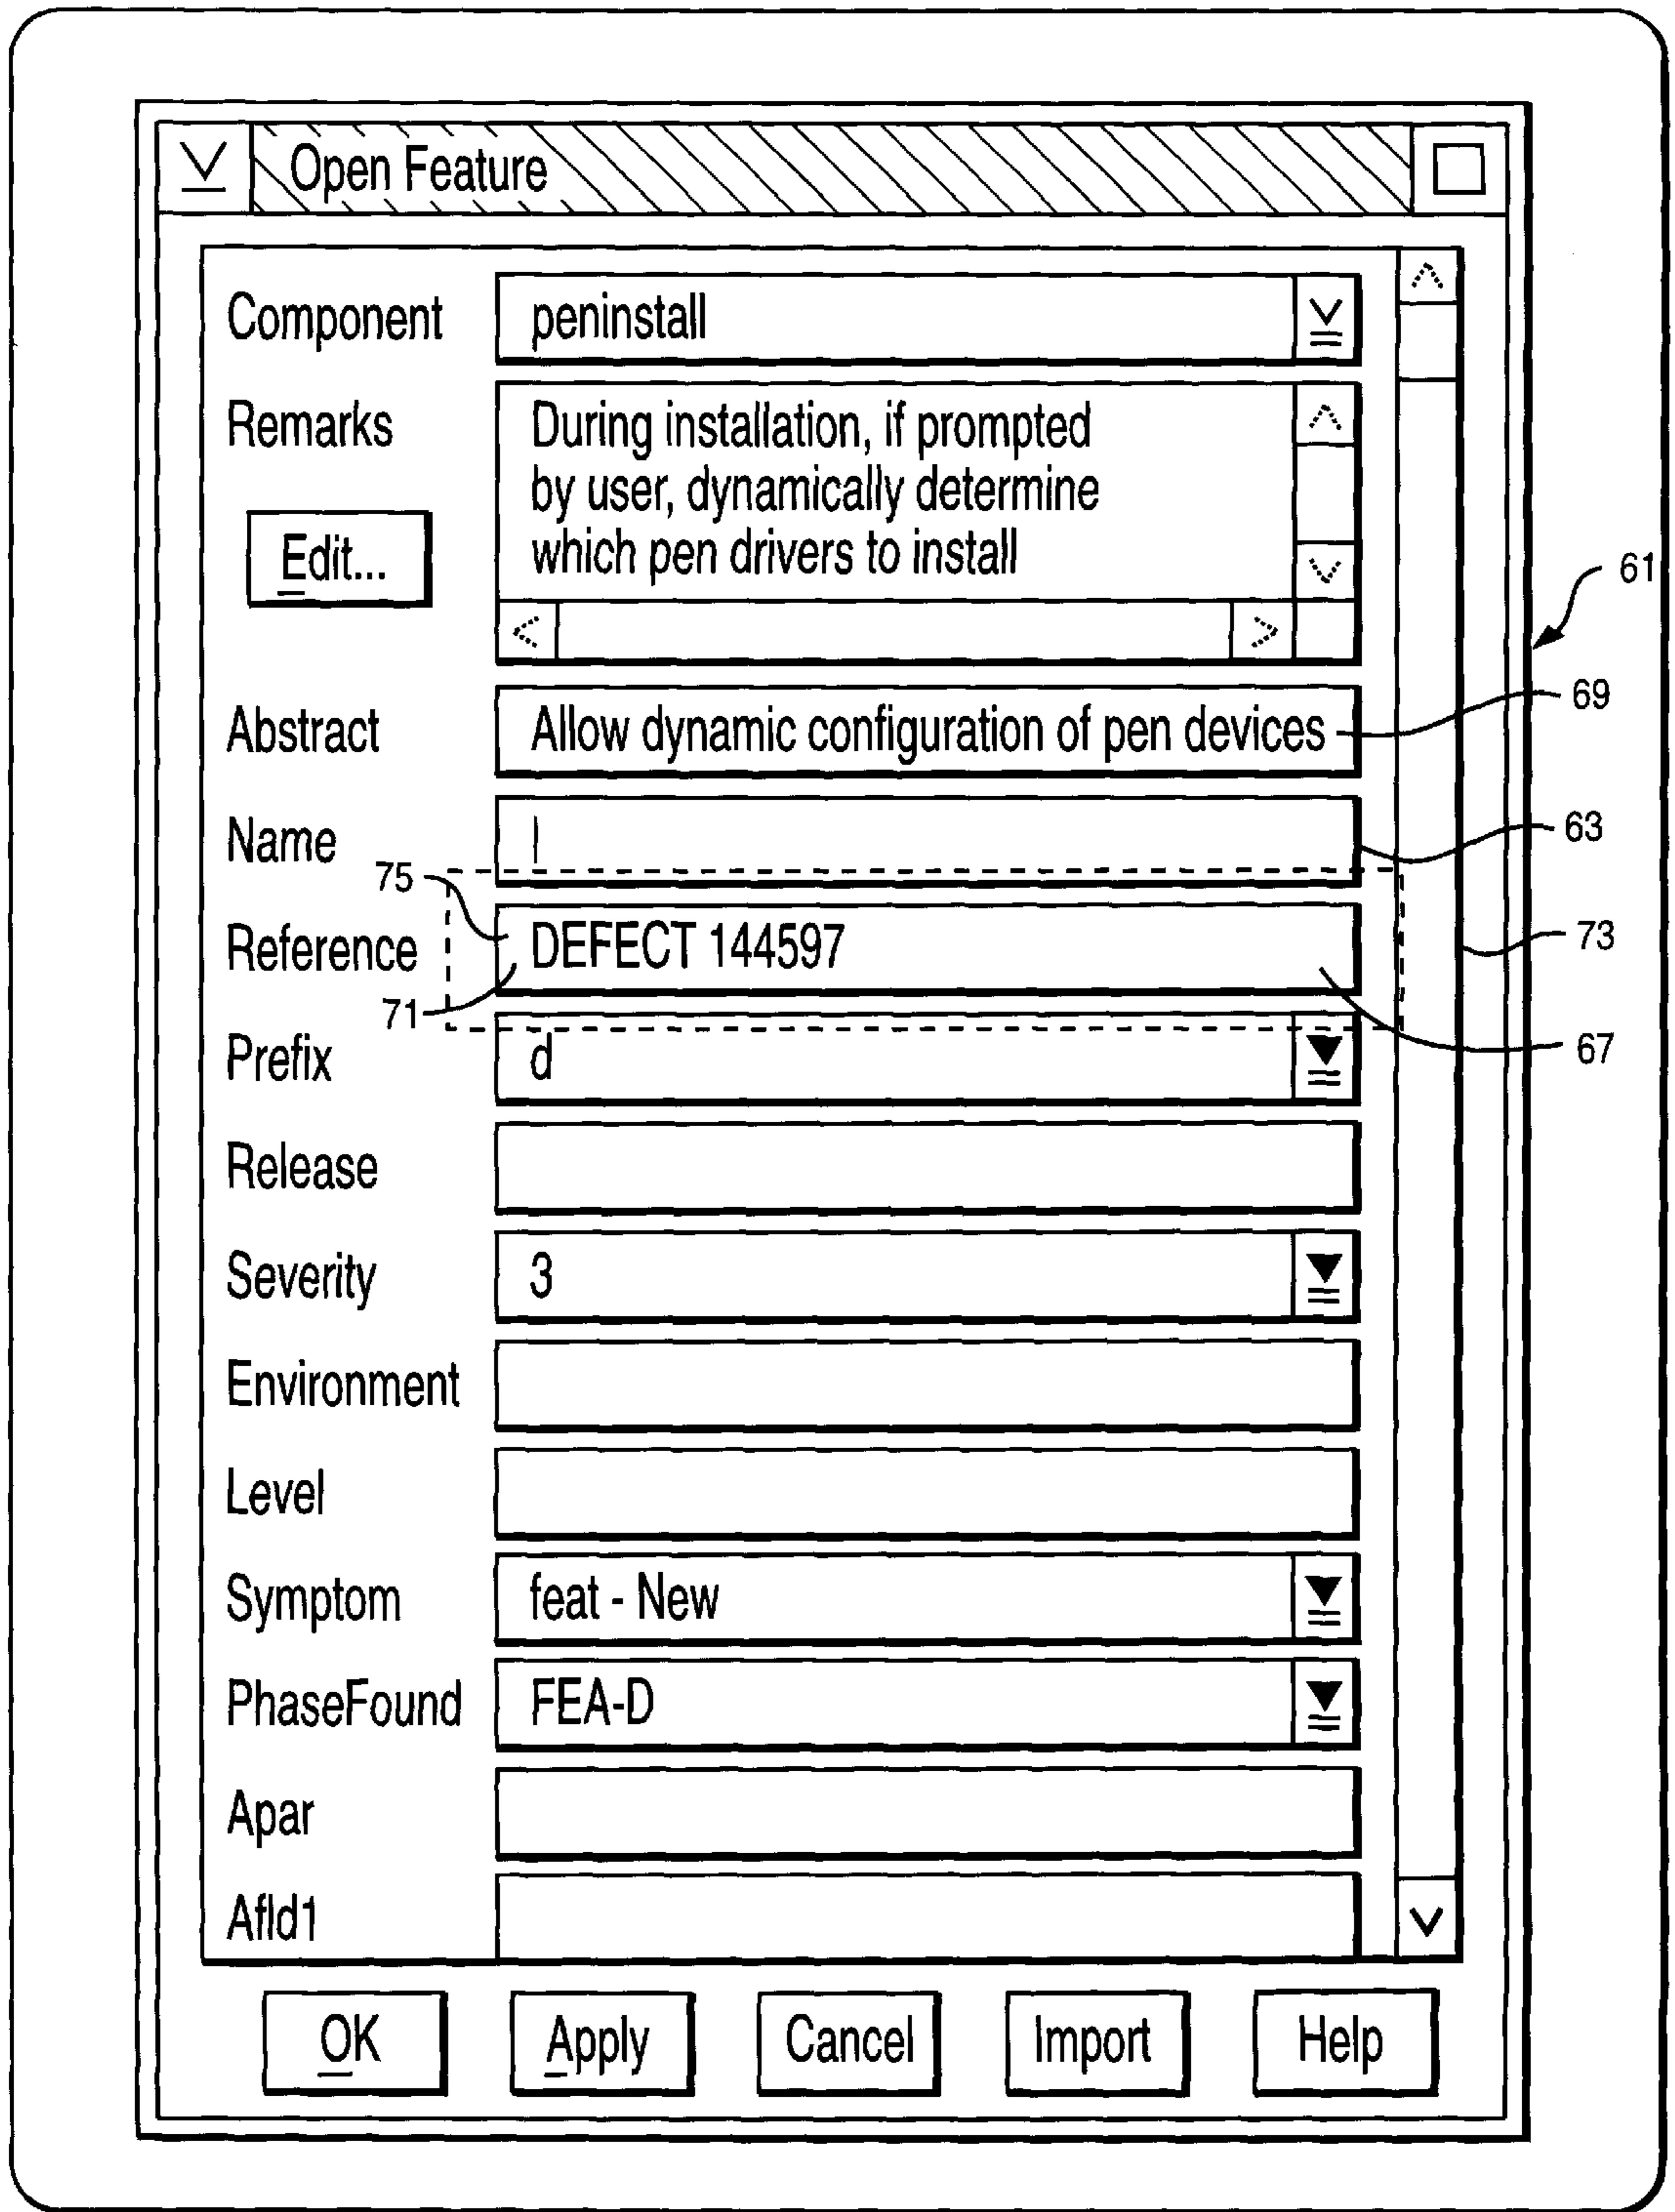 Open Feature
Component peninstall
Remarks During installation, if prompted
by user, dynamically determine
which pen drivers to install
Edit...
61
Abstract Allow dynamic configuration of pen devices
69
Name
63
75
Reference DEFECT 144597
73
71
67
Prefix d
Release
Severity 3
Environment
Level
Symptom feat - New
PhaseFound FEA-D
Apar
Afld1
OK Apply Cancel Import Help